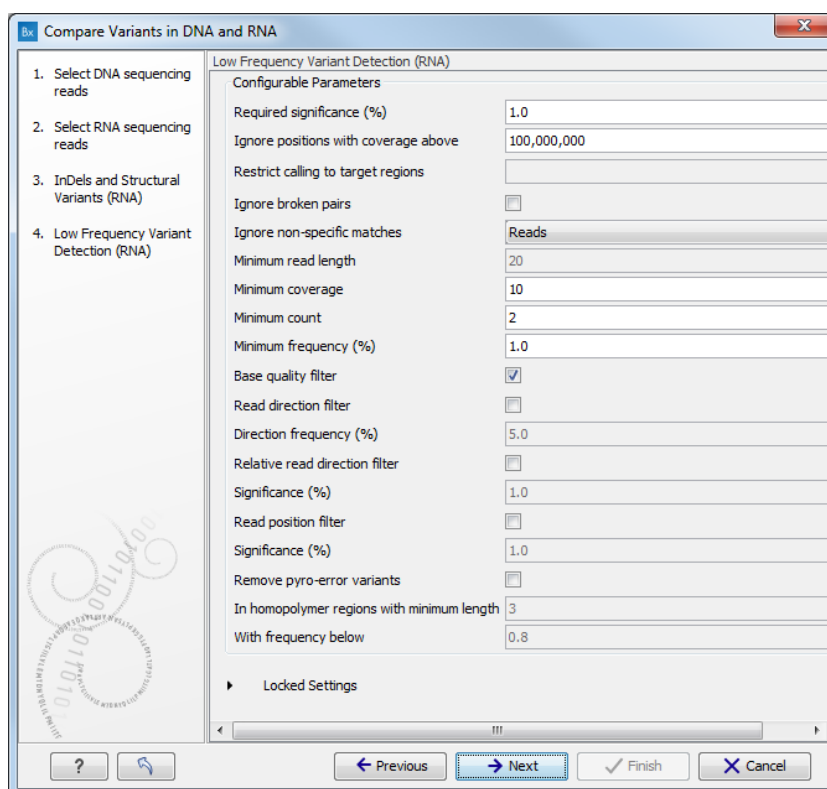 Bx Compare Variants in DNA and RNA
1. Select DNA sequencing
reads
2. Select RNA sequencing
reads
3. InDels and Structural
Variants (RNA)
4. Low Frequency Variant
Detection (RNA)
Low Frequency Variant Detection (RNA)
Configurable Parameters
Required significance (%) 1.0
Ignore positions with coverage above 100,000,000
Restrict calling to target regions
Ignore broken pairs
Ignore non-specific matches Reads
Minimum read length 20
Minimum coverage 10
Minimum count 2
Minimum frequency (%) 1.0
Base quality filter
Read direction filter
Direction frequency (%) 5.0
Relative read direction filter
Significance (%) 1.0
Read position filter
Significance (%) 1.0
Remove pyro-error variants
In homopolymer regions with minimum length 3
With frequency below 0.8
Locked Settings
? Previous Next Finish Cancel